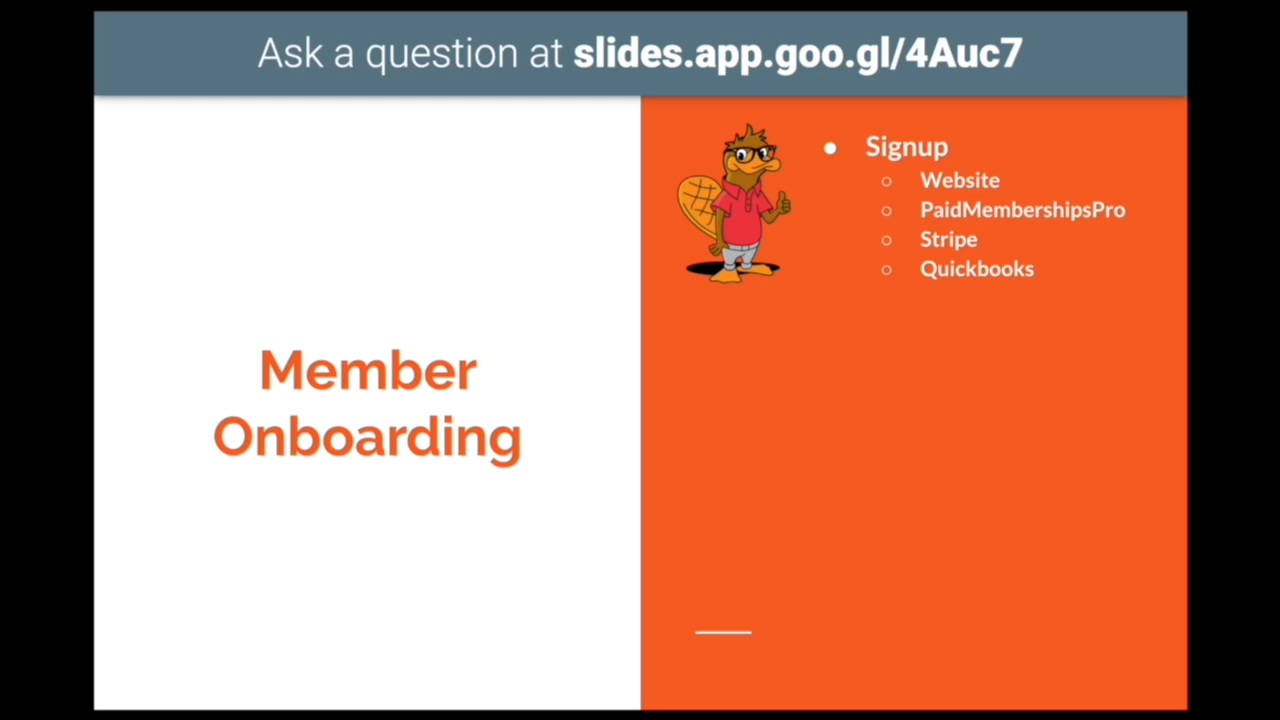 Ask a question at slides.app.goo.gl/4Auc7
Member
Onboarding
● Signup
○ Website
○ PaidMembershipsPro
○ Stripe
○ Quickbooks